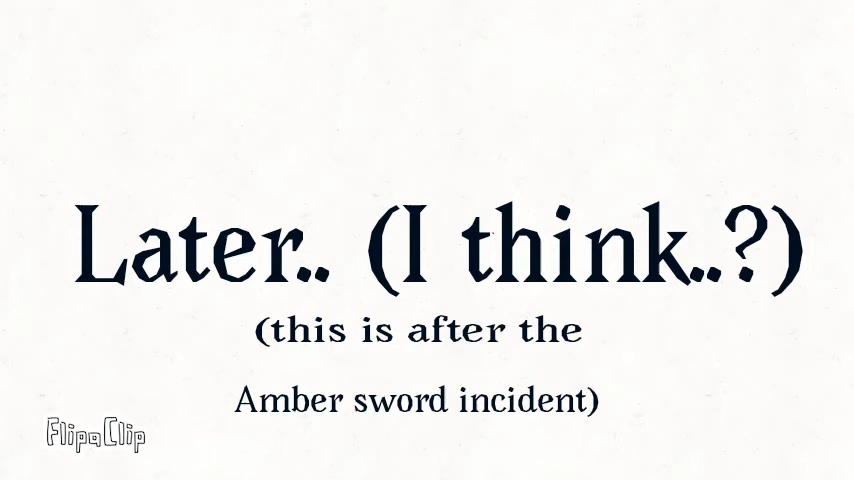 Later.. (I think..?)
(this is after the
Amber sword incident)
FlipaClip